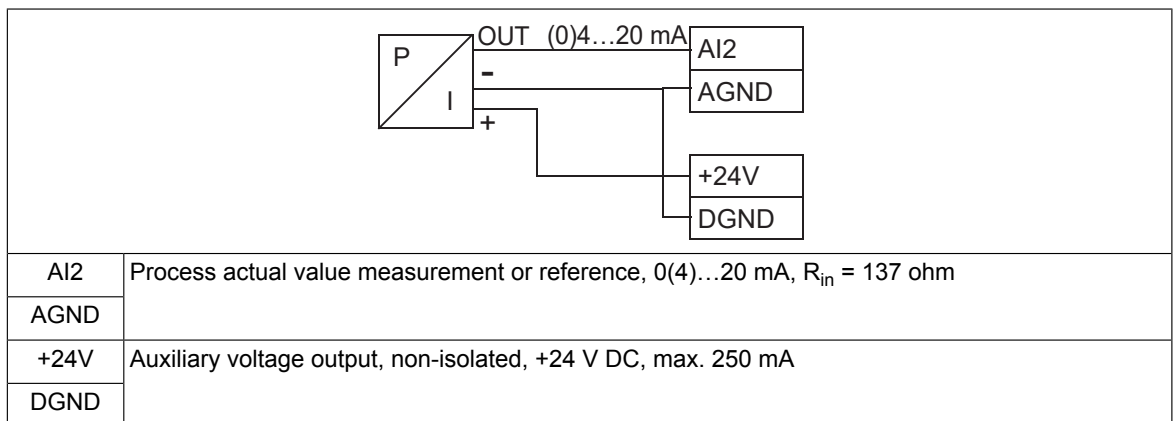 OUT (0)4…20 mA
P
I
-
+
AI2
AGND
+24V
DGND
AI2 Process actual value measurement or reference, 0(4)…20 mA, Rin = 137 ohm
AGND
+24V Auxiliary voltage output, non-isolated, +24 V DC, max. 250 mA
DGND